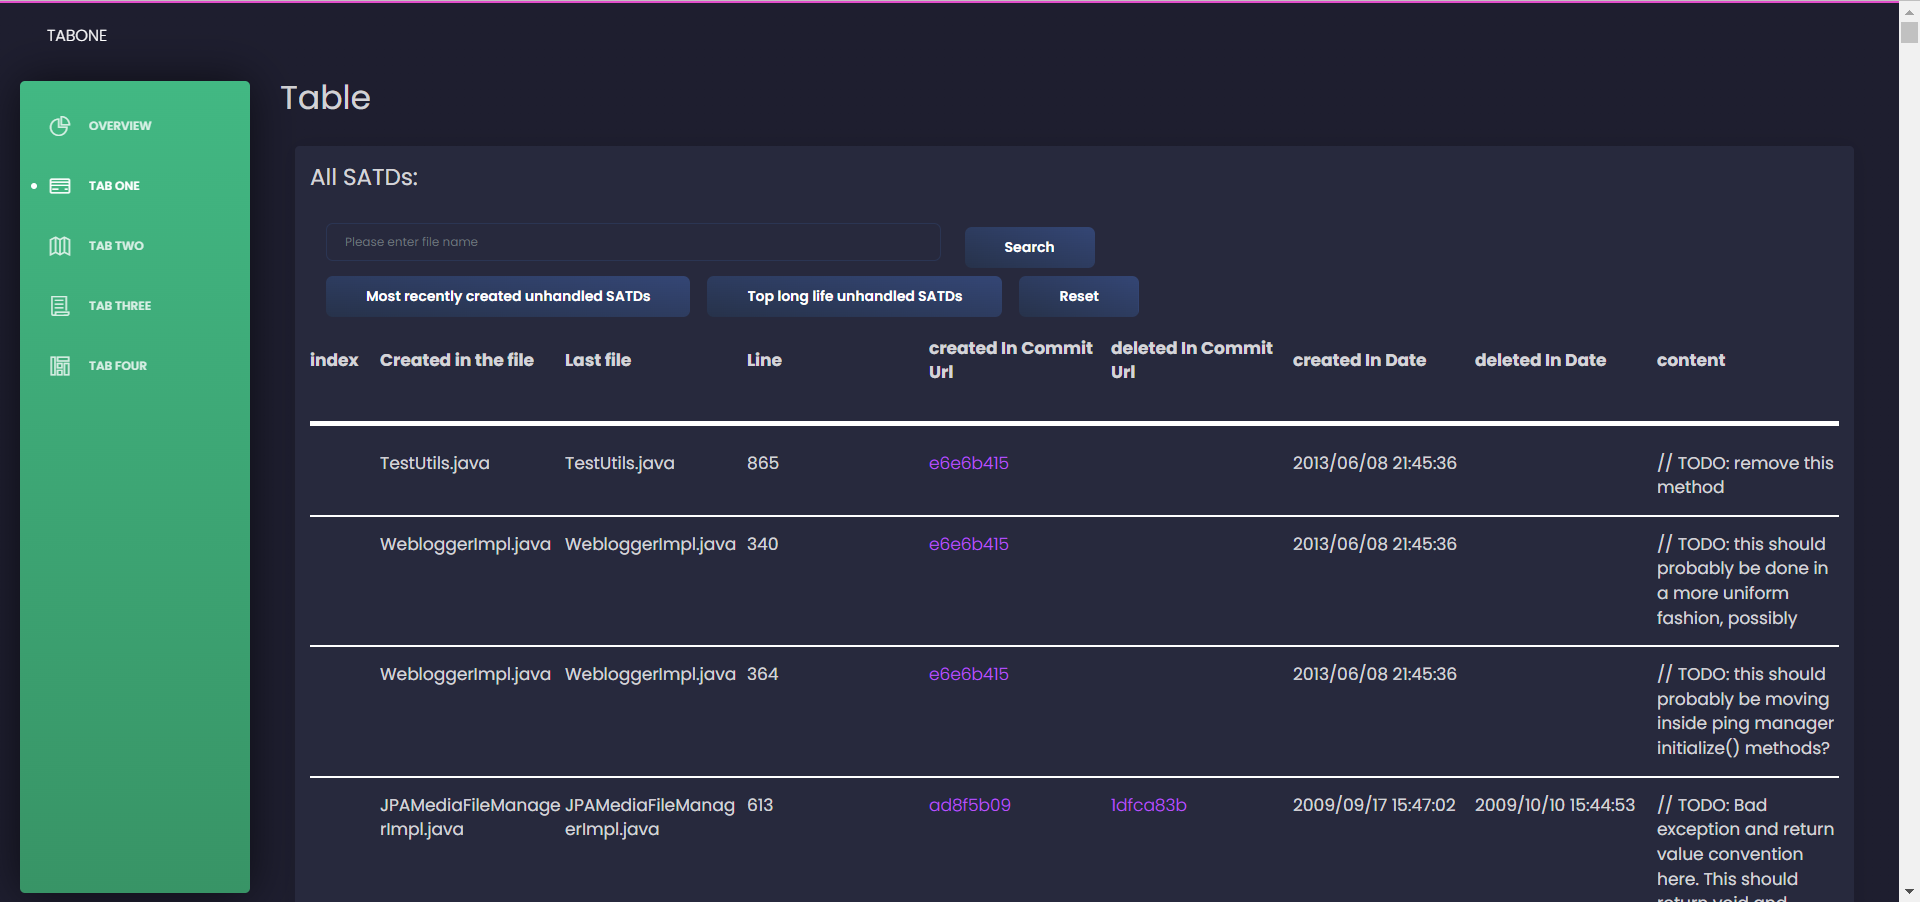 TABONE
OVERVIEW
TAB ONE
TAB TWO
TAB THREE
TAB FOUR
Table
All SATDs:
Please enter file name
Search
Most recently created unhandled SATDs
Top long life unhandled SATDs
Reset
index
Created in the file
Last file
Line
created In Commit
Url
deleted In Commit
Url
created In Date
deleted In Date
content
TestUtils.java
TestUtils.java
865
e6e6b415
2013/06/08 21:45:36
// TODO: remove this
method
WebloggerImpl.java
WebloggerImpl.java
340
e6e6b415
2013/06/08 21:45:36
// TODO: this should
probably be done in
a more uniform
fashion, possibly
WebloggerImpl.java
WebloggerImpl.java
364
e6e6b415
2013/06/08 21:45:36
// TODO: this should
probably be moving
inside ping manager
initialize() methods?
JPAMediaFileManage
rImpl.java
JPAMediaFileManag
erImpl.java
613
ad8f5b09
1dfca83b
2009/09/17 15:47:02
2009/10/10 15:44:53
// TODO: Bad
exception and return
value convention
here. This should
return void and